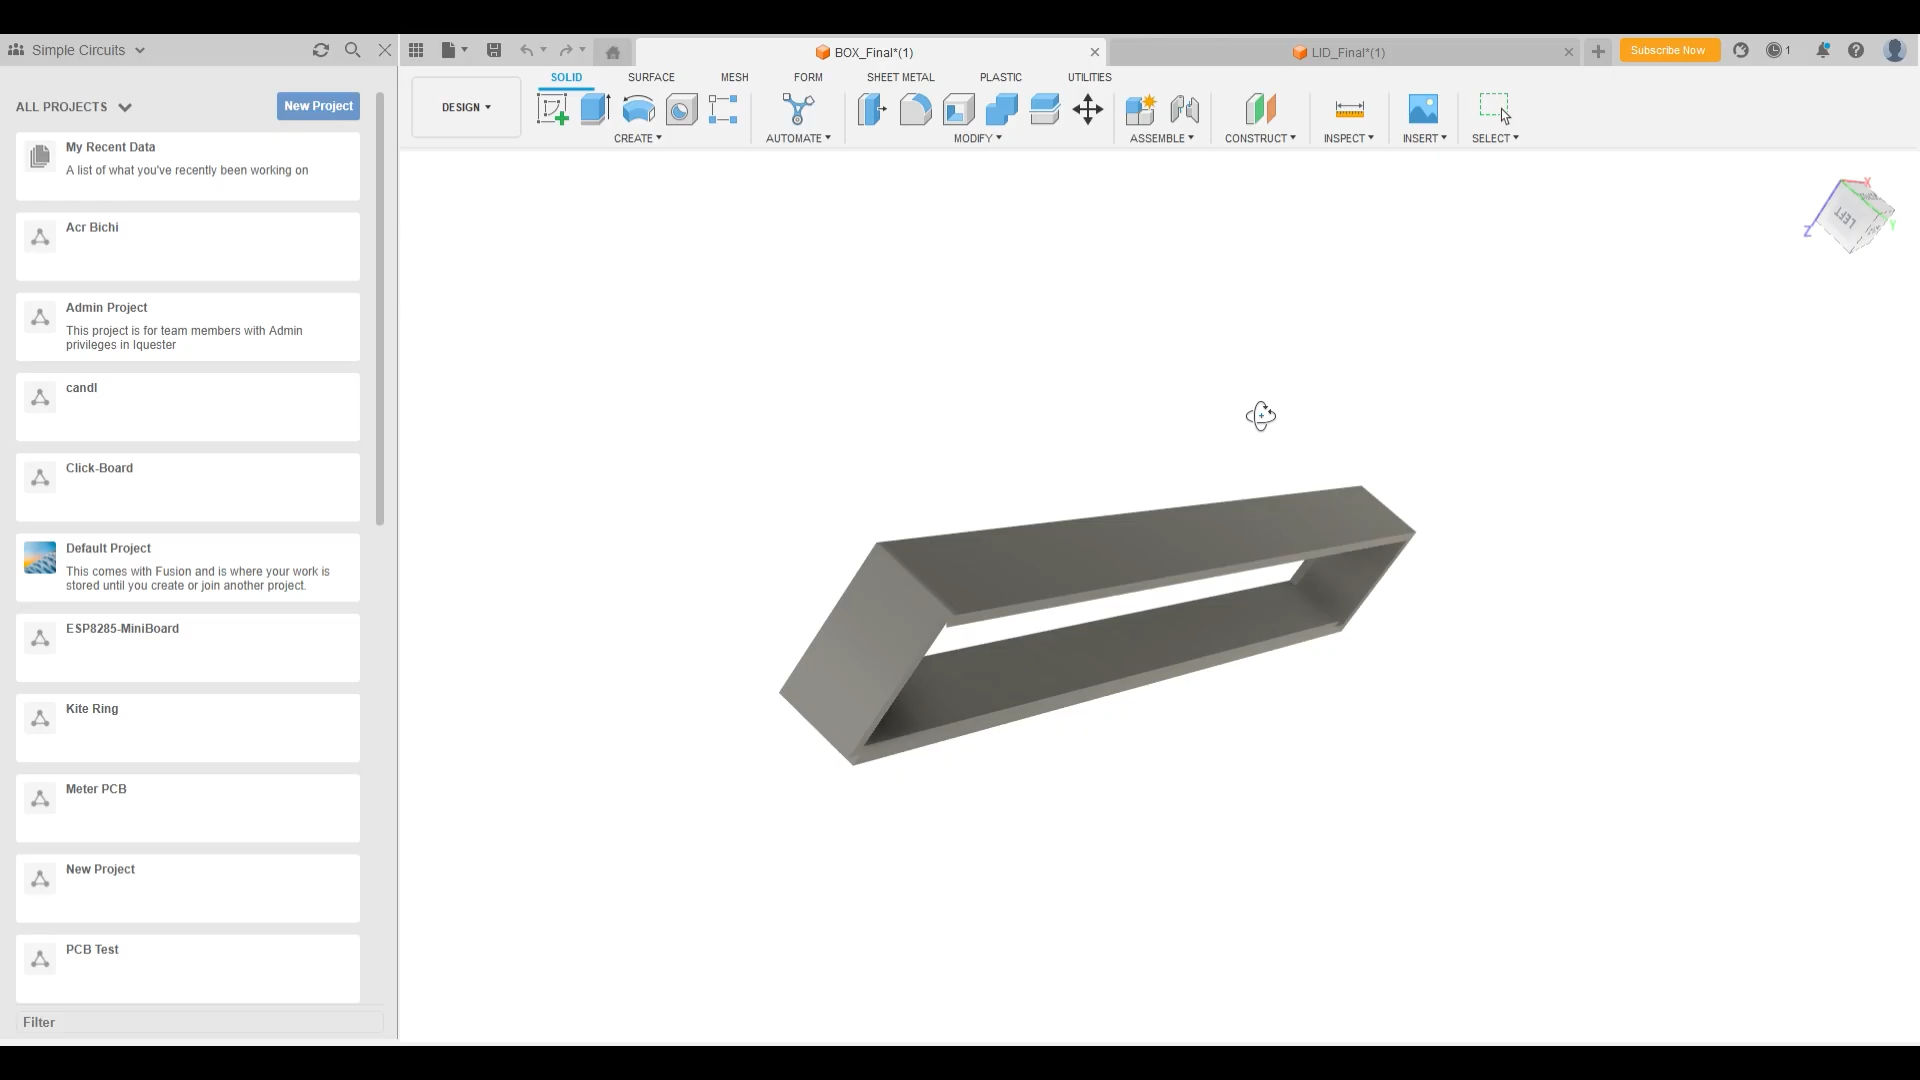 Simple Circuits
BOX_Final*(1)
LID_Final*(1)
Subscribe Now
1
ALL PROJECTS
New Project
DESIGN
SOLID
SURFACE
MESH
FORM
SHEET METAL
PLASTIC
UTILITIES
CREATE
AUTOMATE
MODIFY
ASSEMBLE
CONSTRUCT
INSPECT
INSERT
SELECT
My Recent Data
A list of what you've recently been working on
Acr Bichi
Admin Project
This project is for team members with Admin
privileges in Iquester
candl
Click-Board
Default Project
This comes with Fusion and is where your work is
stored until you create or join another project.
ESP8285-MiniBoard
Kite Ring
Meter PCB
New Project
PCB Test
Filter
X
LEFT
Z
Y